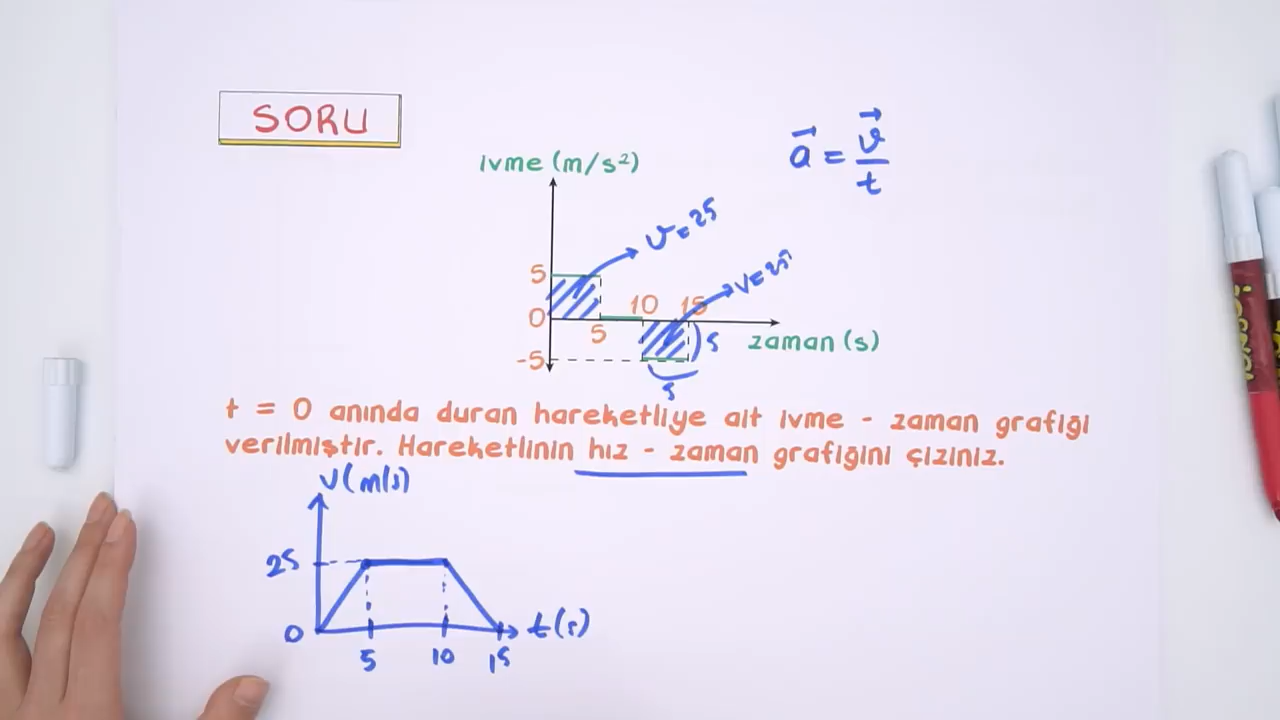 SORU
ivme (m/s²)
a = v
t
v = 25
v = 25
5
10 15
0
5
5
zaman (s)
-5
5
t = 0 anında duran hareketliye ait ivme - zaman grafiği
verilmiştir. Hareketlinin hız - zaman grafiğini çiziniz.
v(m/s)
25
0
t(s)
5 10 15